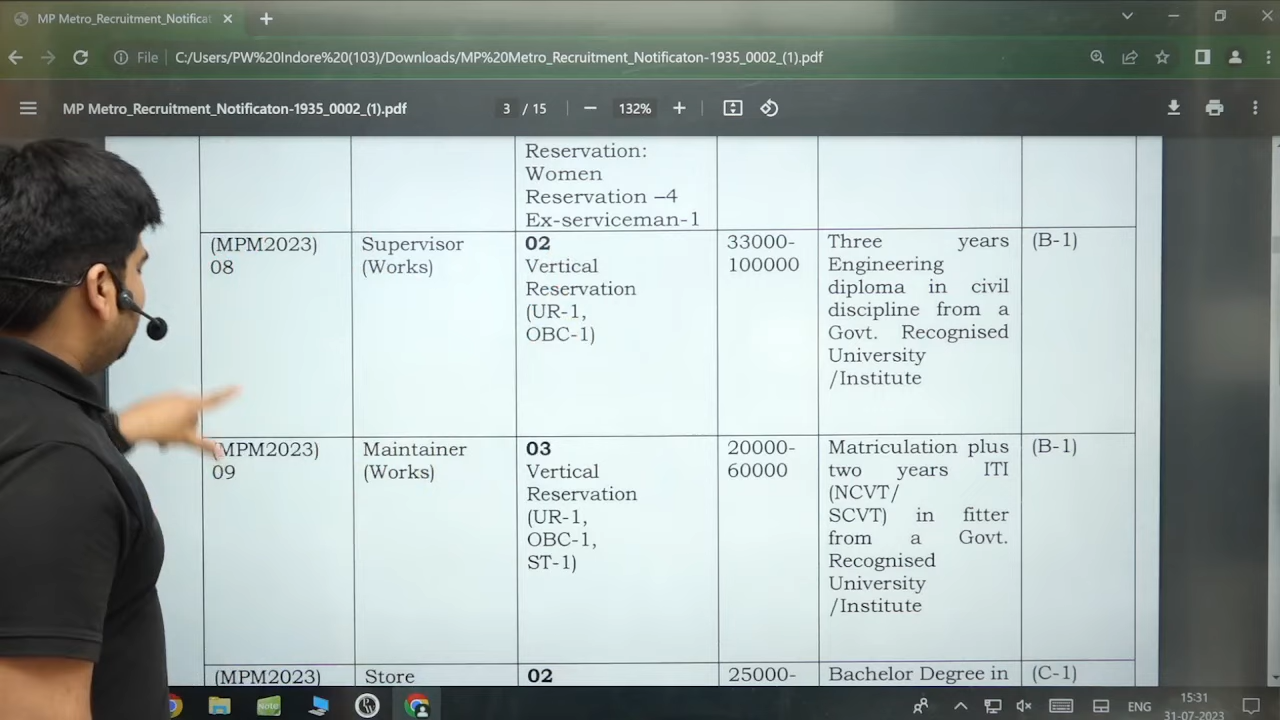 MP Metro_Recruitment_Notificat
File C:/Users/PW%20Indore%20(103)/Downloads/MP%20Metro_Recruitment_Notificaton-1935_0002_(1).pdf
MP Metro_Recruitment_Notificaton-1935_0002_(1).pdf
3 / 15
132%
Reservation:
Women
Reservation –4
Ex-serviceman-1
(MPM2023)
08
Supervisor
(Works)
02
Vertical
Reservation
(UR-1,
OBC-1)
33000-
100000
Three years
Engineering
diploma in civil
discipline from a
Govt. Recognised
University
/Institute
(B-1)
(MPM2023)
09
Maintainer
(Works)
03
Vertical
Reservation
(UR-1,
OBC-1,
ST-1)
20000-
60000
Matriculation plus
two years ITI
(NCVT/
SCVT) in fitter
from a Govt.
Recognised
University
/Institute
(B-1)
(MPM2023)
Store
02
25000-
Bachelor Degree in
(C-1)
Note
ENG
15:31
31-07-2023